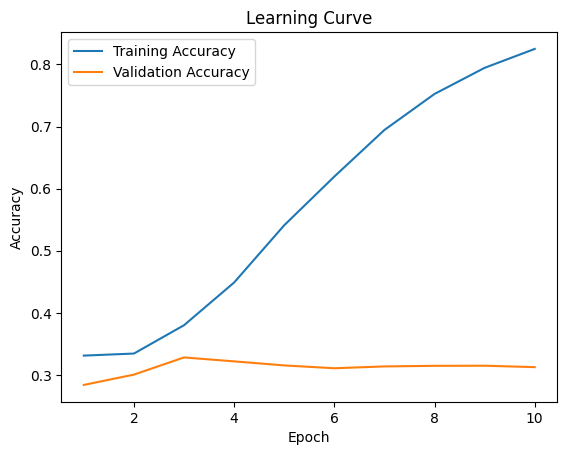 Learning Curve
Training Accuracy
Validation Accuracy
0.8
0.7
0.6
0.5
0.4
0.3
Accuracy
2 4 6 8 10
Epoch